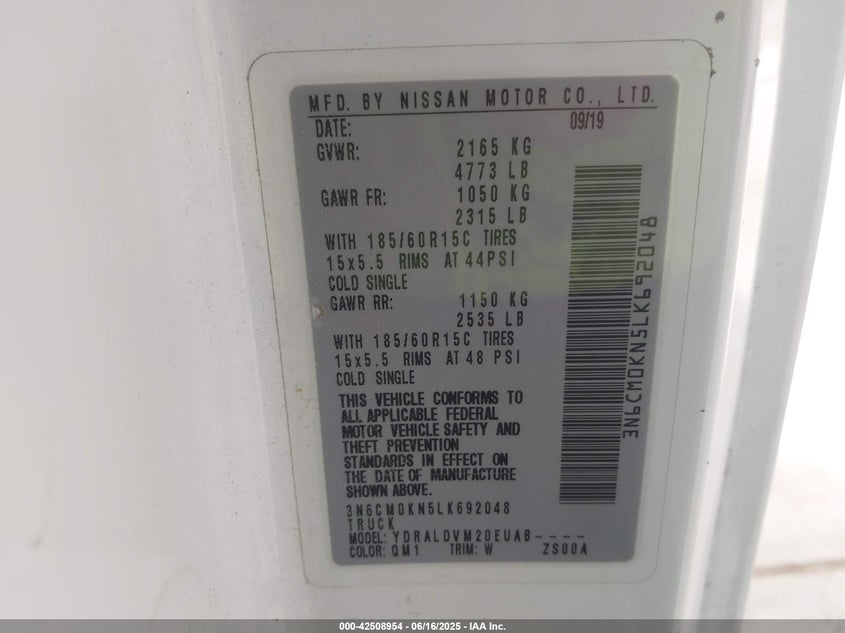 MFD. BY NISSAN MOTOR CO., LTD.
DATE: 09/19
GVWR: 2165 KG
4773 LB
GAWR FR: 1050 KG
2315 LB
WITH 185/60R15C TIRES
15x5.5 RIMS AT 44PSI
COLD SINGLE
GAWR RR: 1150 KG
2535 LB
WITH 185/60R15C TIRES
15x5.5 RIMS AT 48 PSI
COLD SINGLE
THIS VEHICLE CONFORMS TO
ALL APPLICABLE FEDERAL
MOTOR VEHICLE SAFETY AND
THEFT PREVENTION
STANDARDS IN EFFECT ON
THE DATE OF MANUFACTURE
SHOWN ABOVE.
3N6CM0KN5LK692048
TRUCK
MODEL: YDRALDVM20EUAB----
COLOR: QM1 TRIM: W ZS00A
3N6CM0KN5LK692048
000-42508954 - 06/16/2025 - IAA Inc.